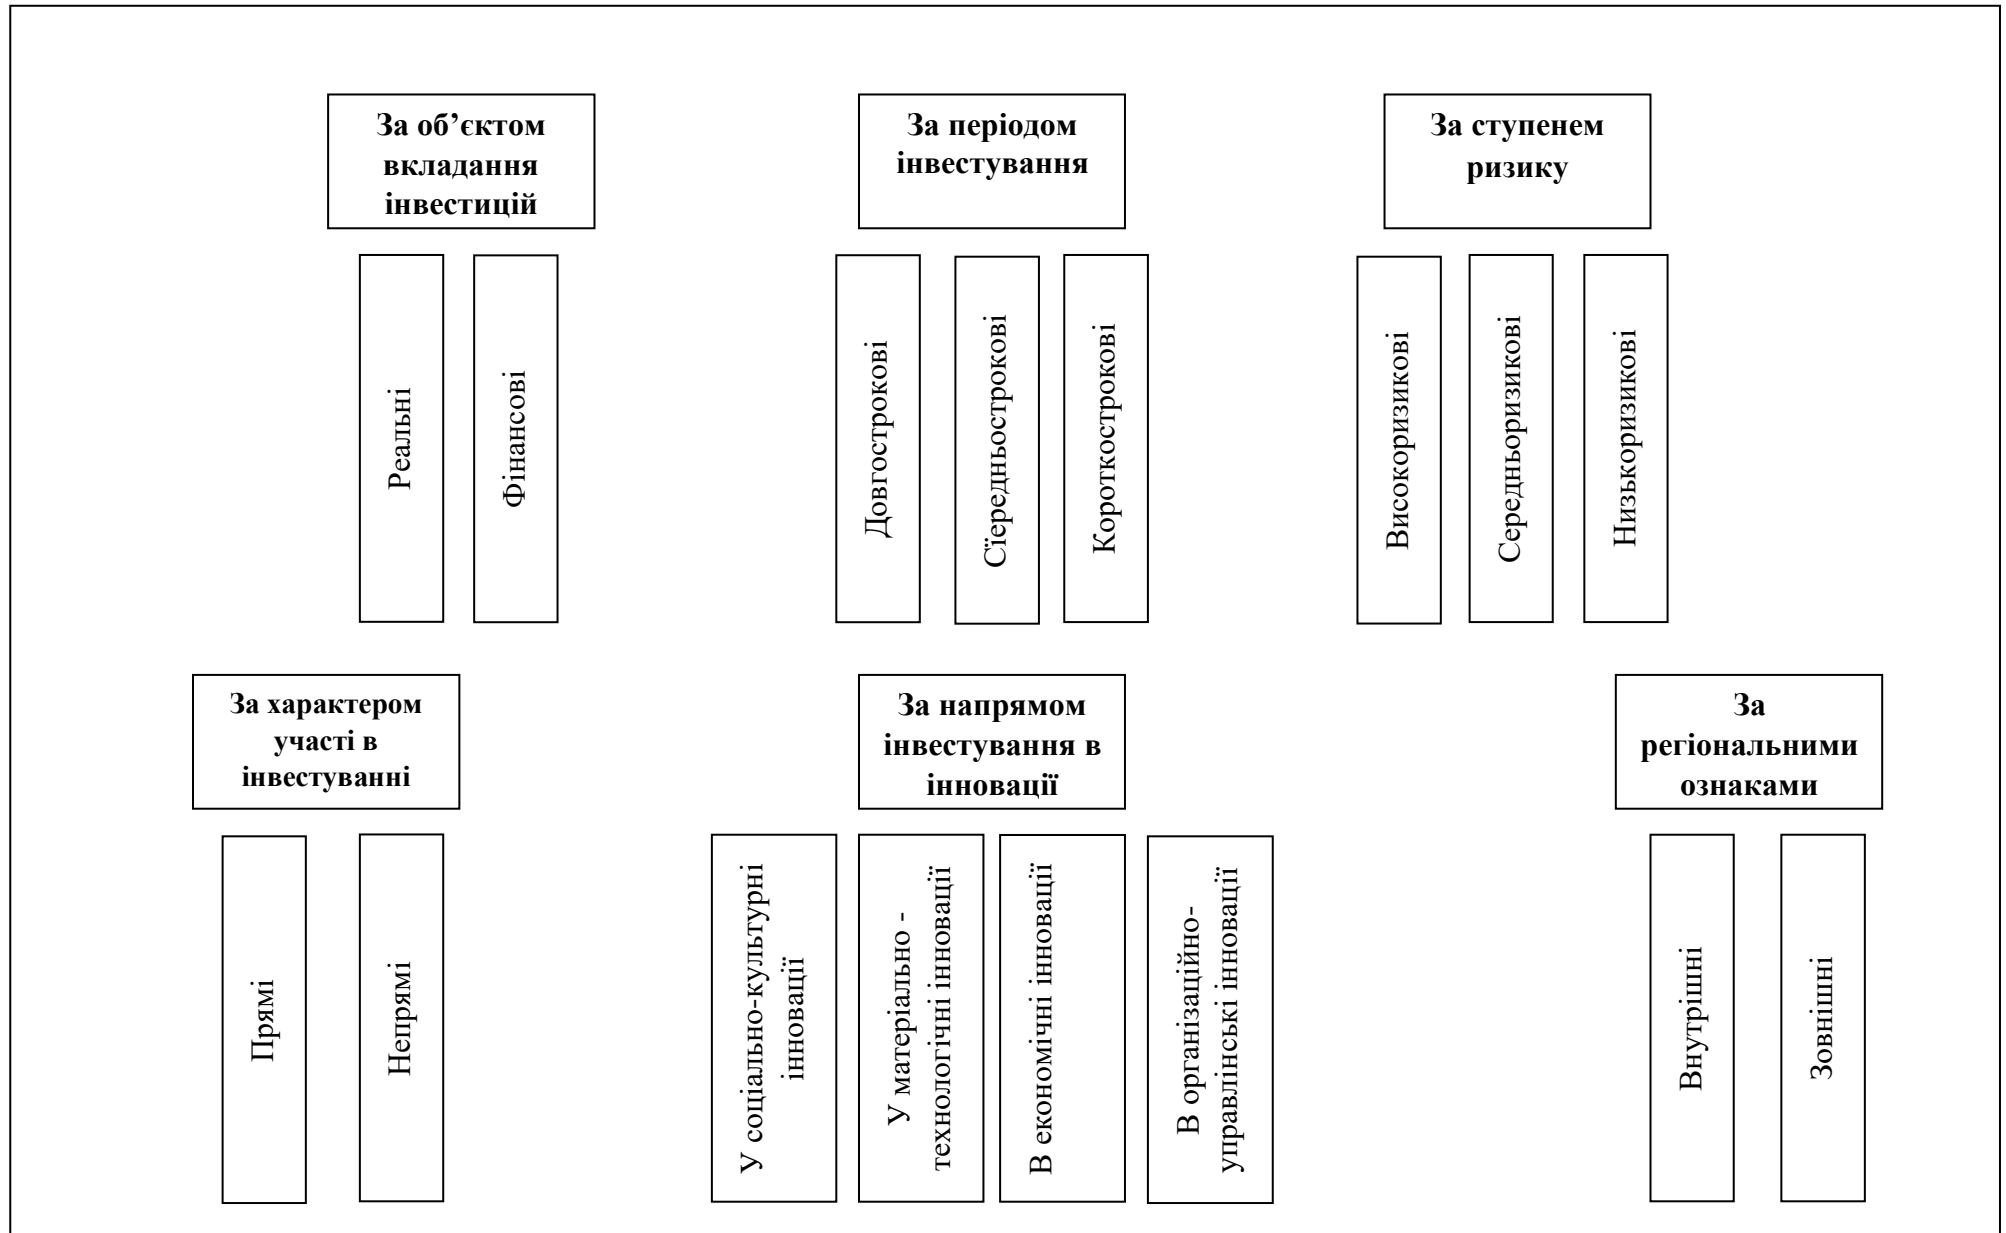 За об’єктом
вкладання
інвестицій
За періодом
інвестування
За ступенем
ризику
Реальні
Фінансові
Довгострокові
Сїередньострокові
Короткострокові
Високоризикові
Середньоризикові
Низькоризикові
За характером
участі в
інвестуванні
За напрямом
інвестування в
інновації
За
регіональними
ознаками
Прямі
Непрямі
У соціально-культурні
інновації
У матеріально -
технологічні інновації
В економічні інновації
В організаційно-
управлінські інновації
Внутрішні
Зовнішні